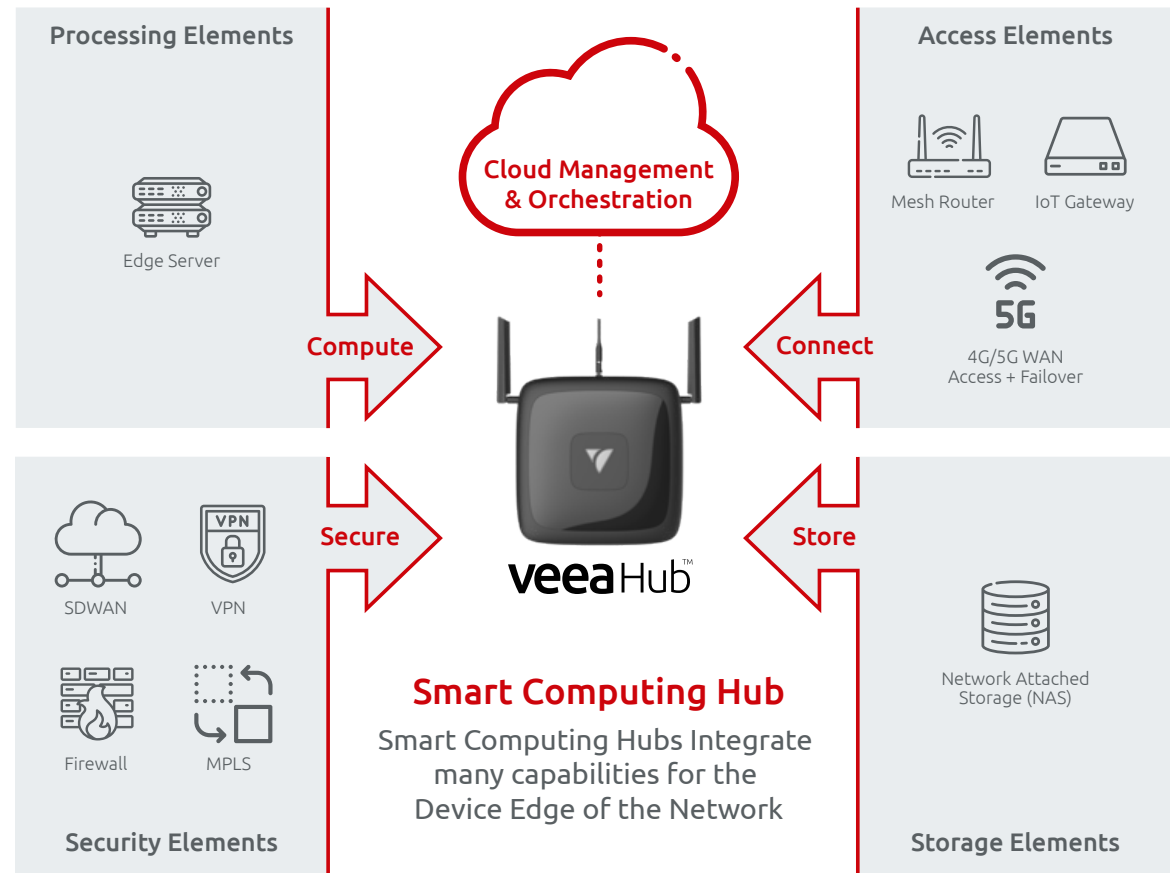 Processing Elements
Edge Server
Compute
Cloud Management
& Orchestration
Access Elements
Mesh Router
IoT Gateway
5G
4G/5G WAN
Access + Failover
Connect
VPN
SDWAN
VPN
Firewall
MPLS
Security Elements
Secure
veeaHub™
Smart Computing Hub
Smart Computing Hubs Integrate
many capabilities for the
Device Edge of the Network
Store
Network Attached
Storage (NAS)
Storage Elements